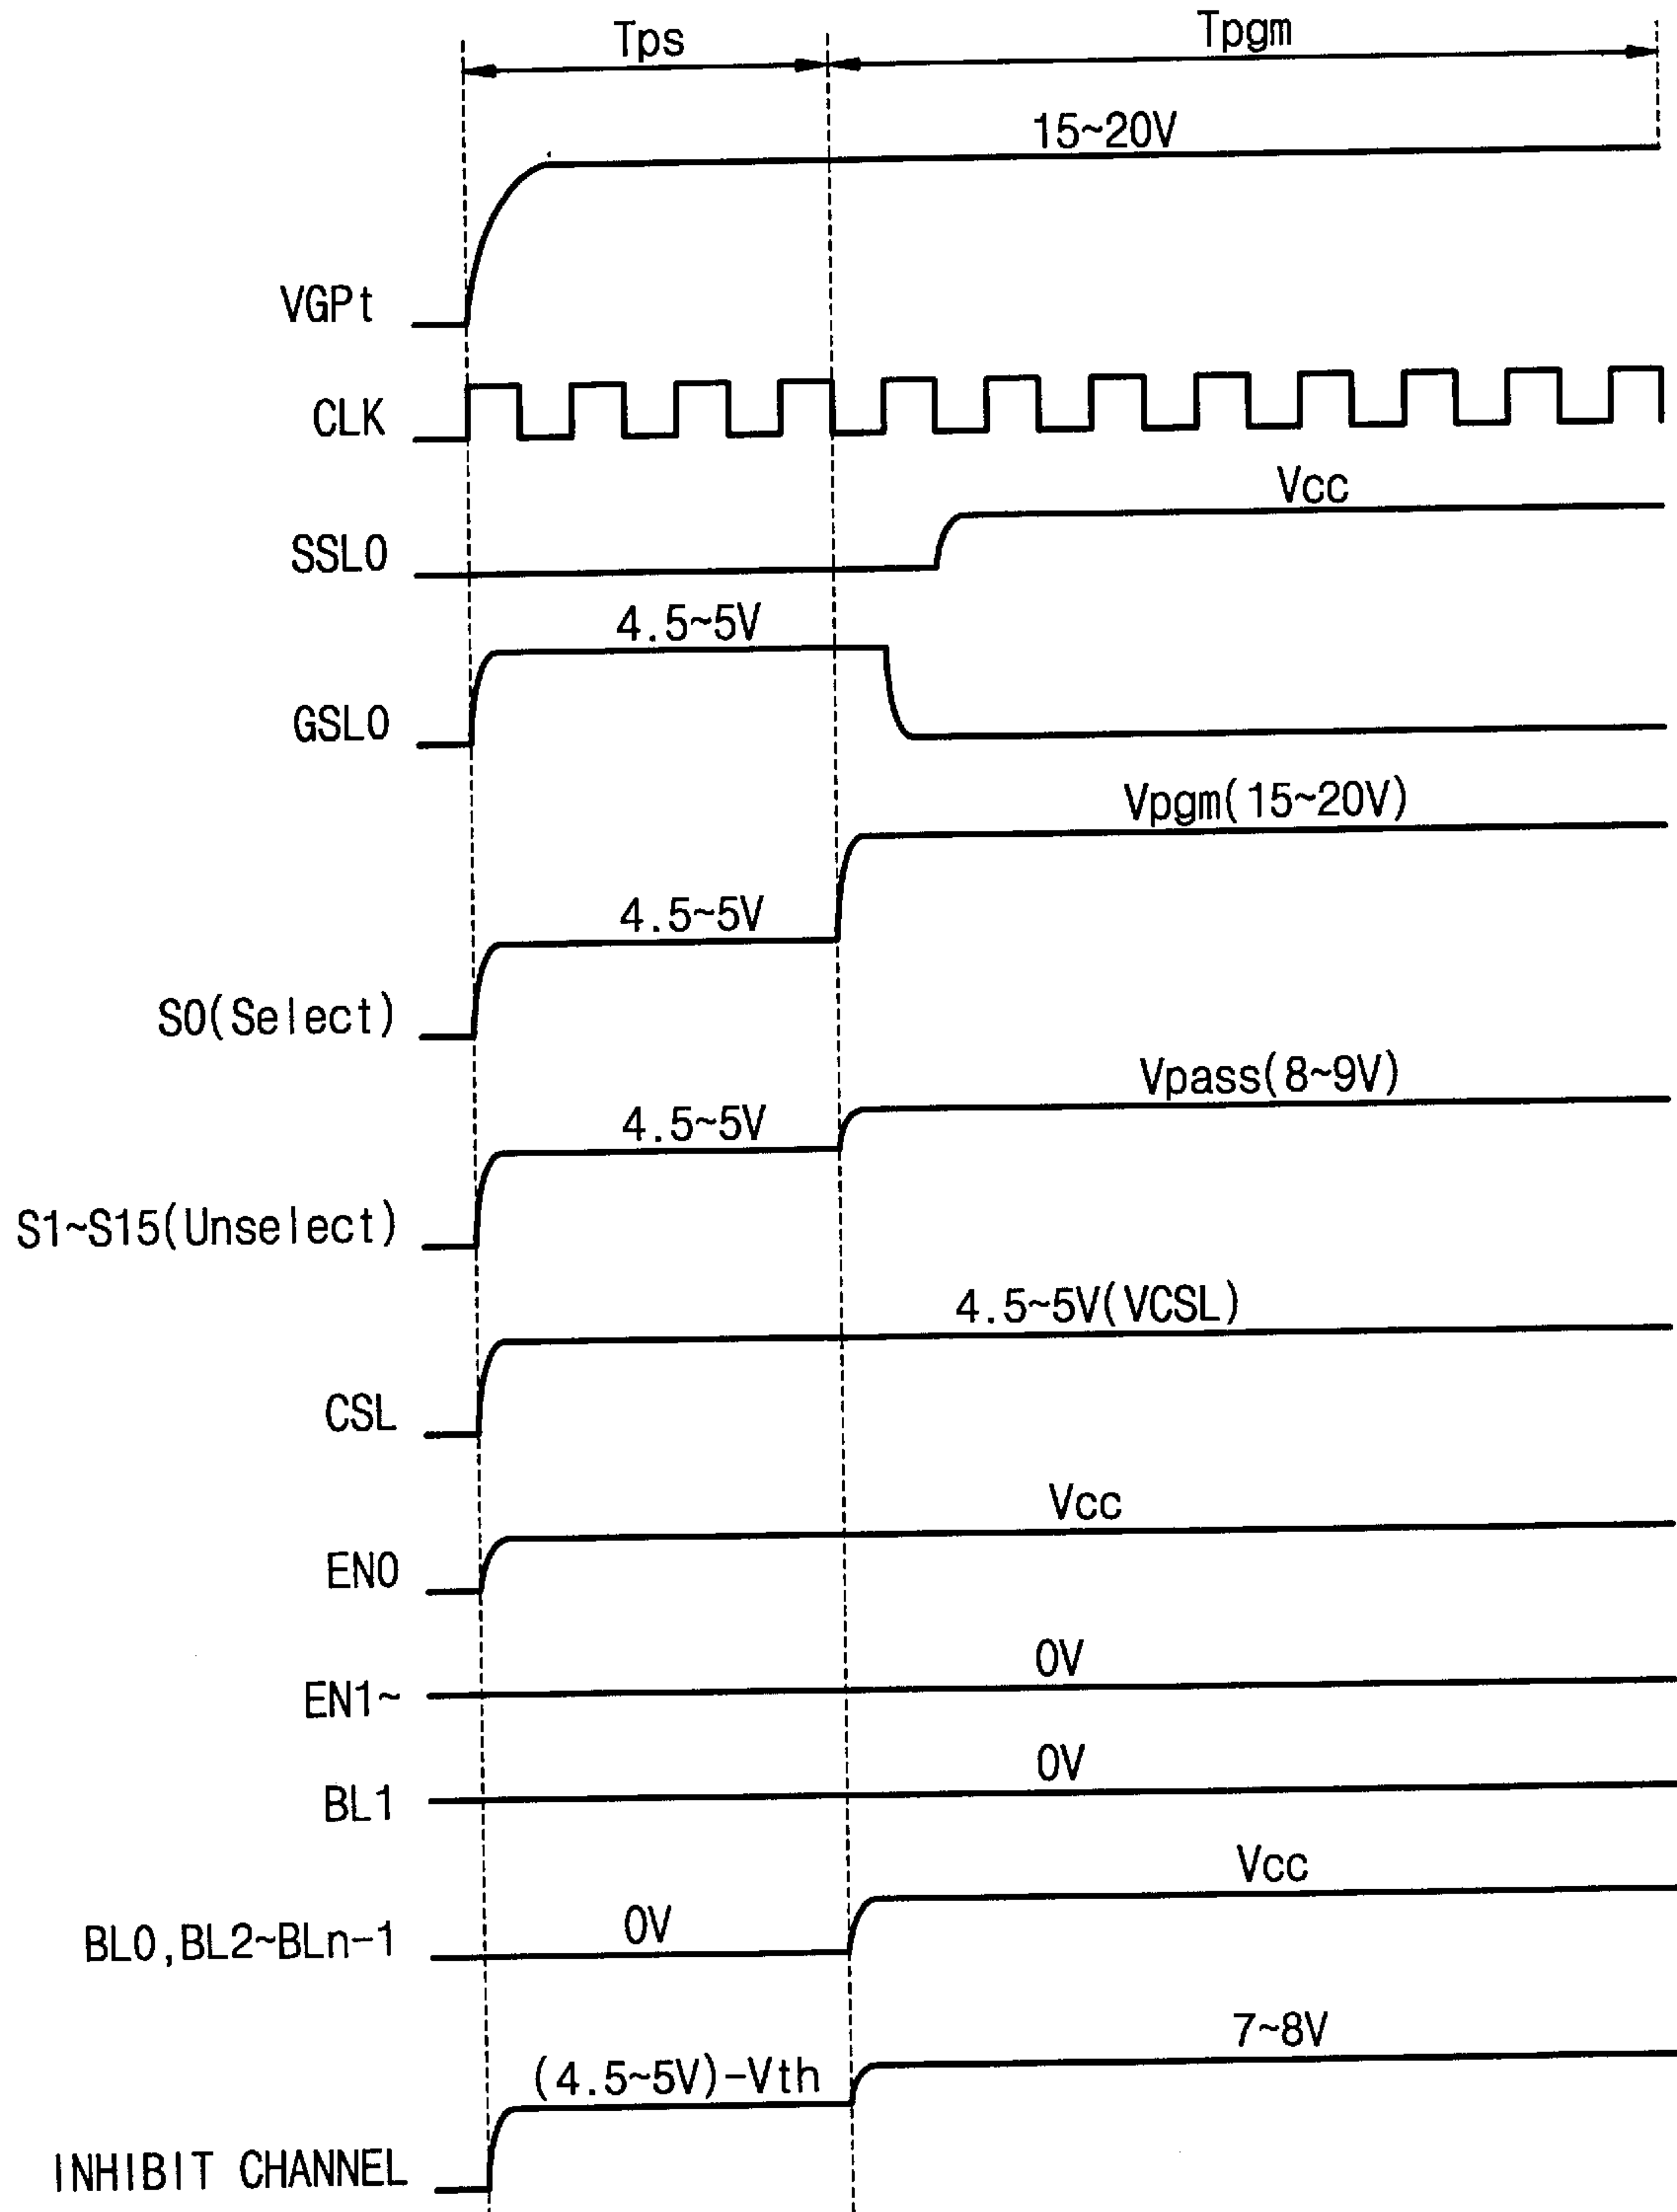 Tps Tpgm
15~20V
VGPt
CLK
Vcc
SSL0
4.5~5V
GSL0
Vpgm(15~20V)
4.5~5V
S0(Select)
Vpass(8~9V)
4.5~5V
S1~S15(Unselect)
4.5~5V(VCSL)
CSL
Vcc
EN0
0V
EN1~
0V
BL1
Vcc
0V
BL0,BL2~BLn-1
7~8V
(4.5~5V)-Vth
INHIBIT CHANNEL